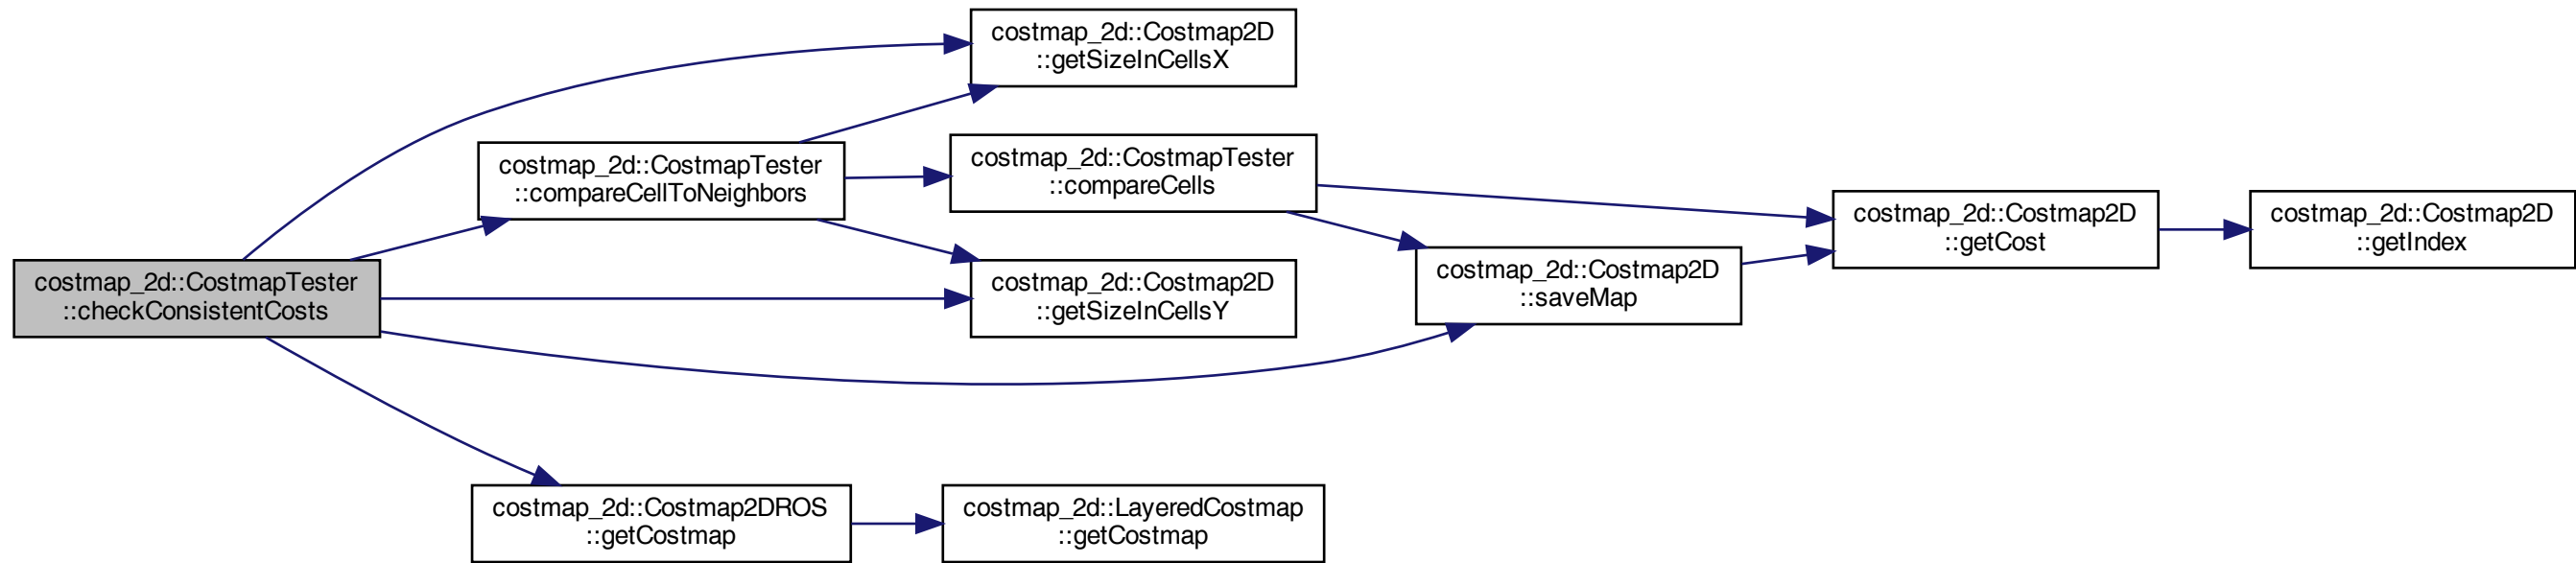 costmap_2d::Costmap2D
::getSizeInCellsX
costmap_2d::CostmapTester
::compareCellToNeighbors
costmap_2d::CostmapTester
::compareCells
costmap_2d::Costmap2D
::getCost
costmap_2d::Costmap2D
::getIndex
costmap_2d::CostmapTester
::checkConsistentCosts
costmap_2d::Costmap2D
::getSizeInCellsY
costmap_2d::Costmap2D
::saveMap
costmap_2d::Costmap2DROS
::getCostmap
costmap_2d::LayeredCostmap
::getCostmap